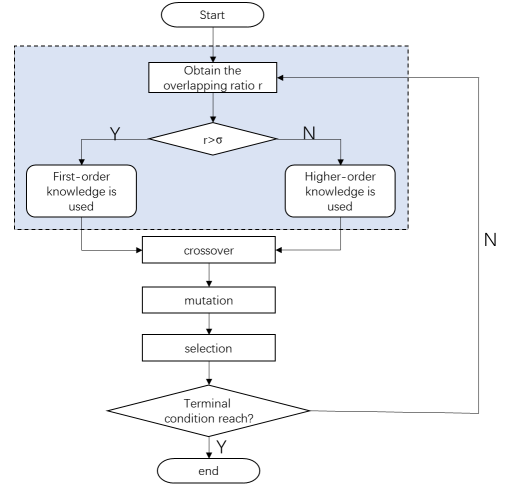 Start
Obtain the
overlapping ratio r
r>σ
Y
N
First-order
knowledge is
used
Higher-order
knowledge is
used
crossover
mutation
selection
Terminal
condition reach?
N
Y
end